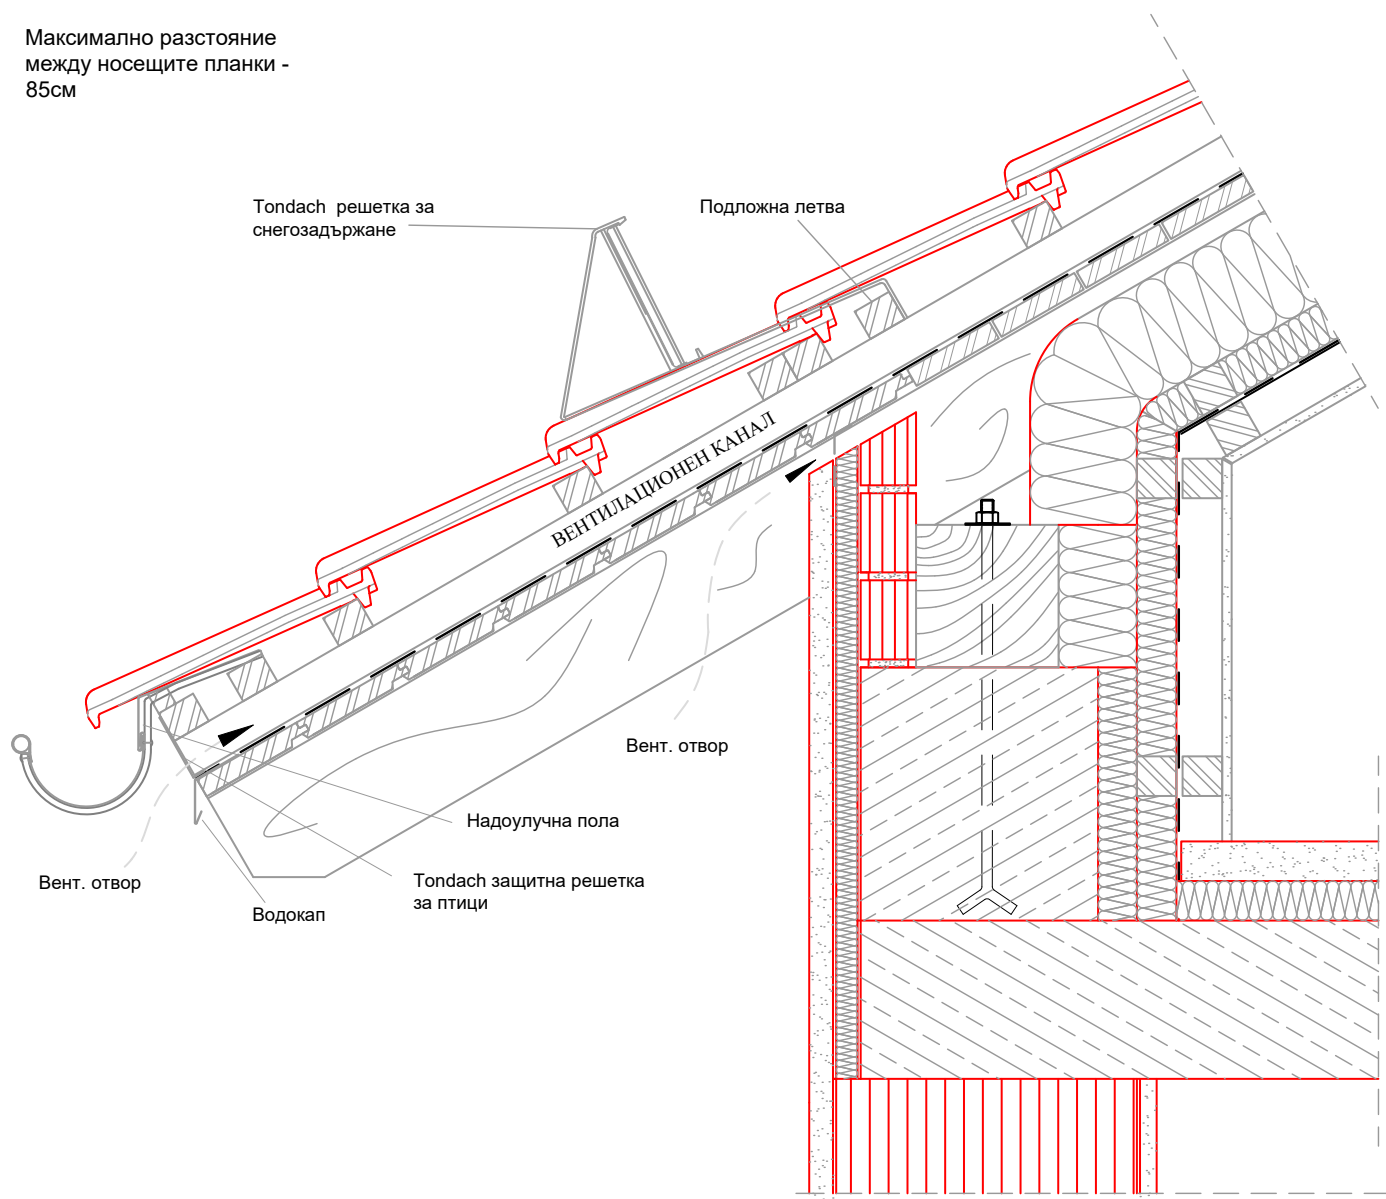 Максимално разстояние
между носещите планки -
85см
Tondach  решетка за
снегозадържане
Подложна летва
ВЕНТИЛАЦИОНЕН КАНАЛ
Вент. отвор
Надоулучна пола
Вент. отвор
Tondach защитна решетка
за птици
Водокап